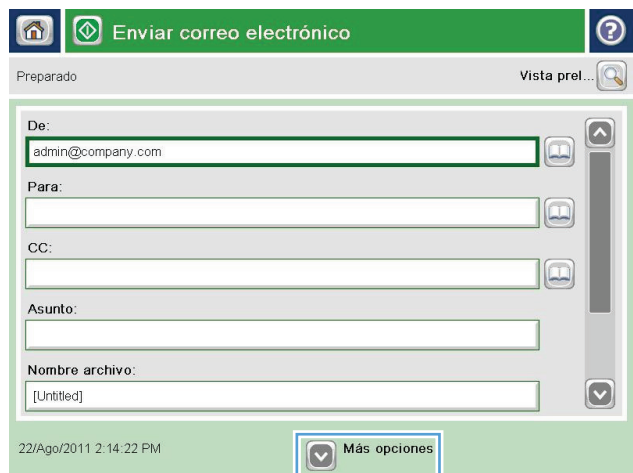 Enviar correo electrónico
Preparado
Vista prel...
De:
admin@company.com
Para:
CC:
Asunto:
Nombre archivo:
[Untitled]
22/Ago/2011 2:14:22 PM
Más opciones